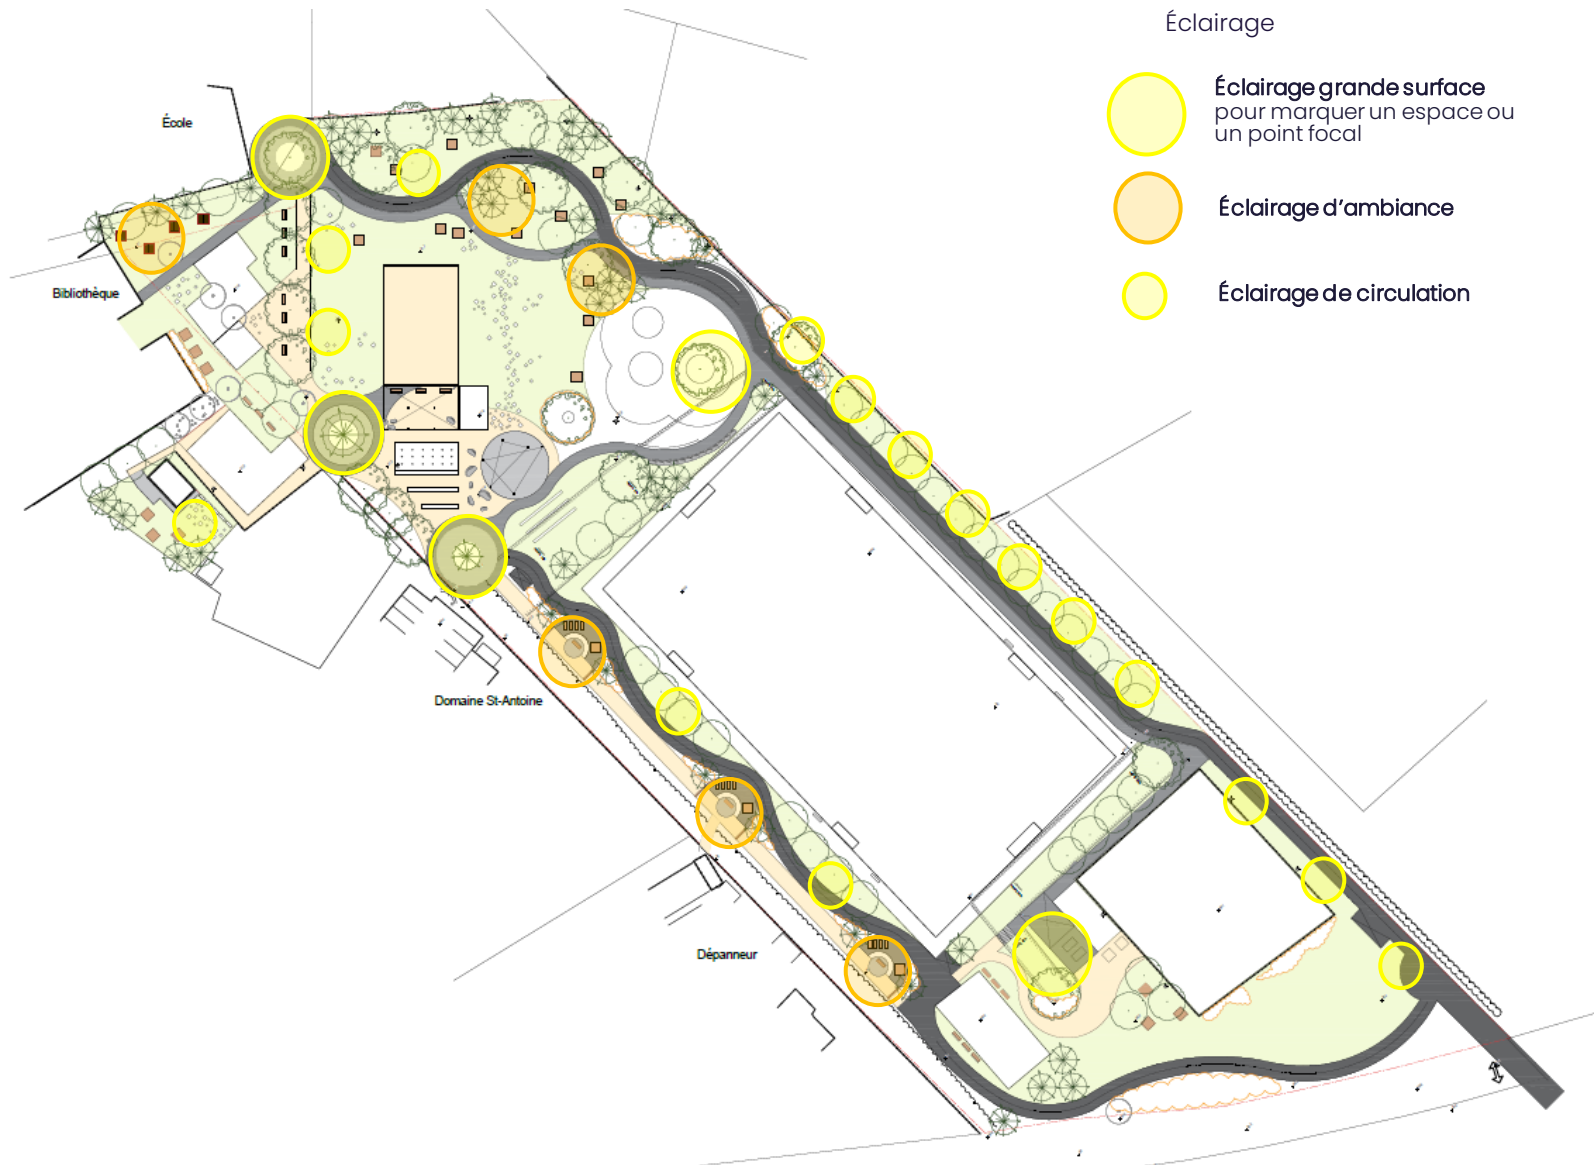 Éclairage
Éclairage grande surface
pour marquer un espace ou
un point focal
Éclairage d'ambiance
Éclairage de circulation
École
Bibliothèque
Domaine St-Antoine
Dépanneur